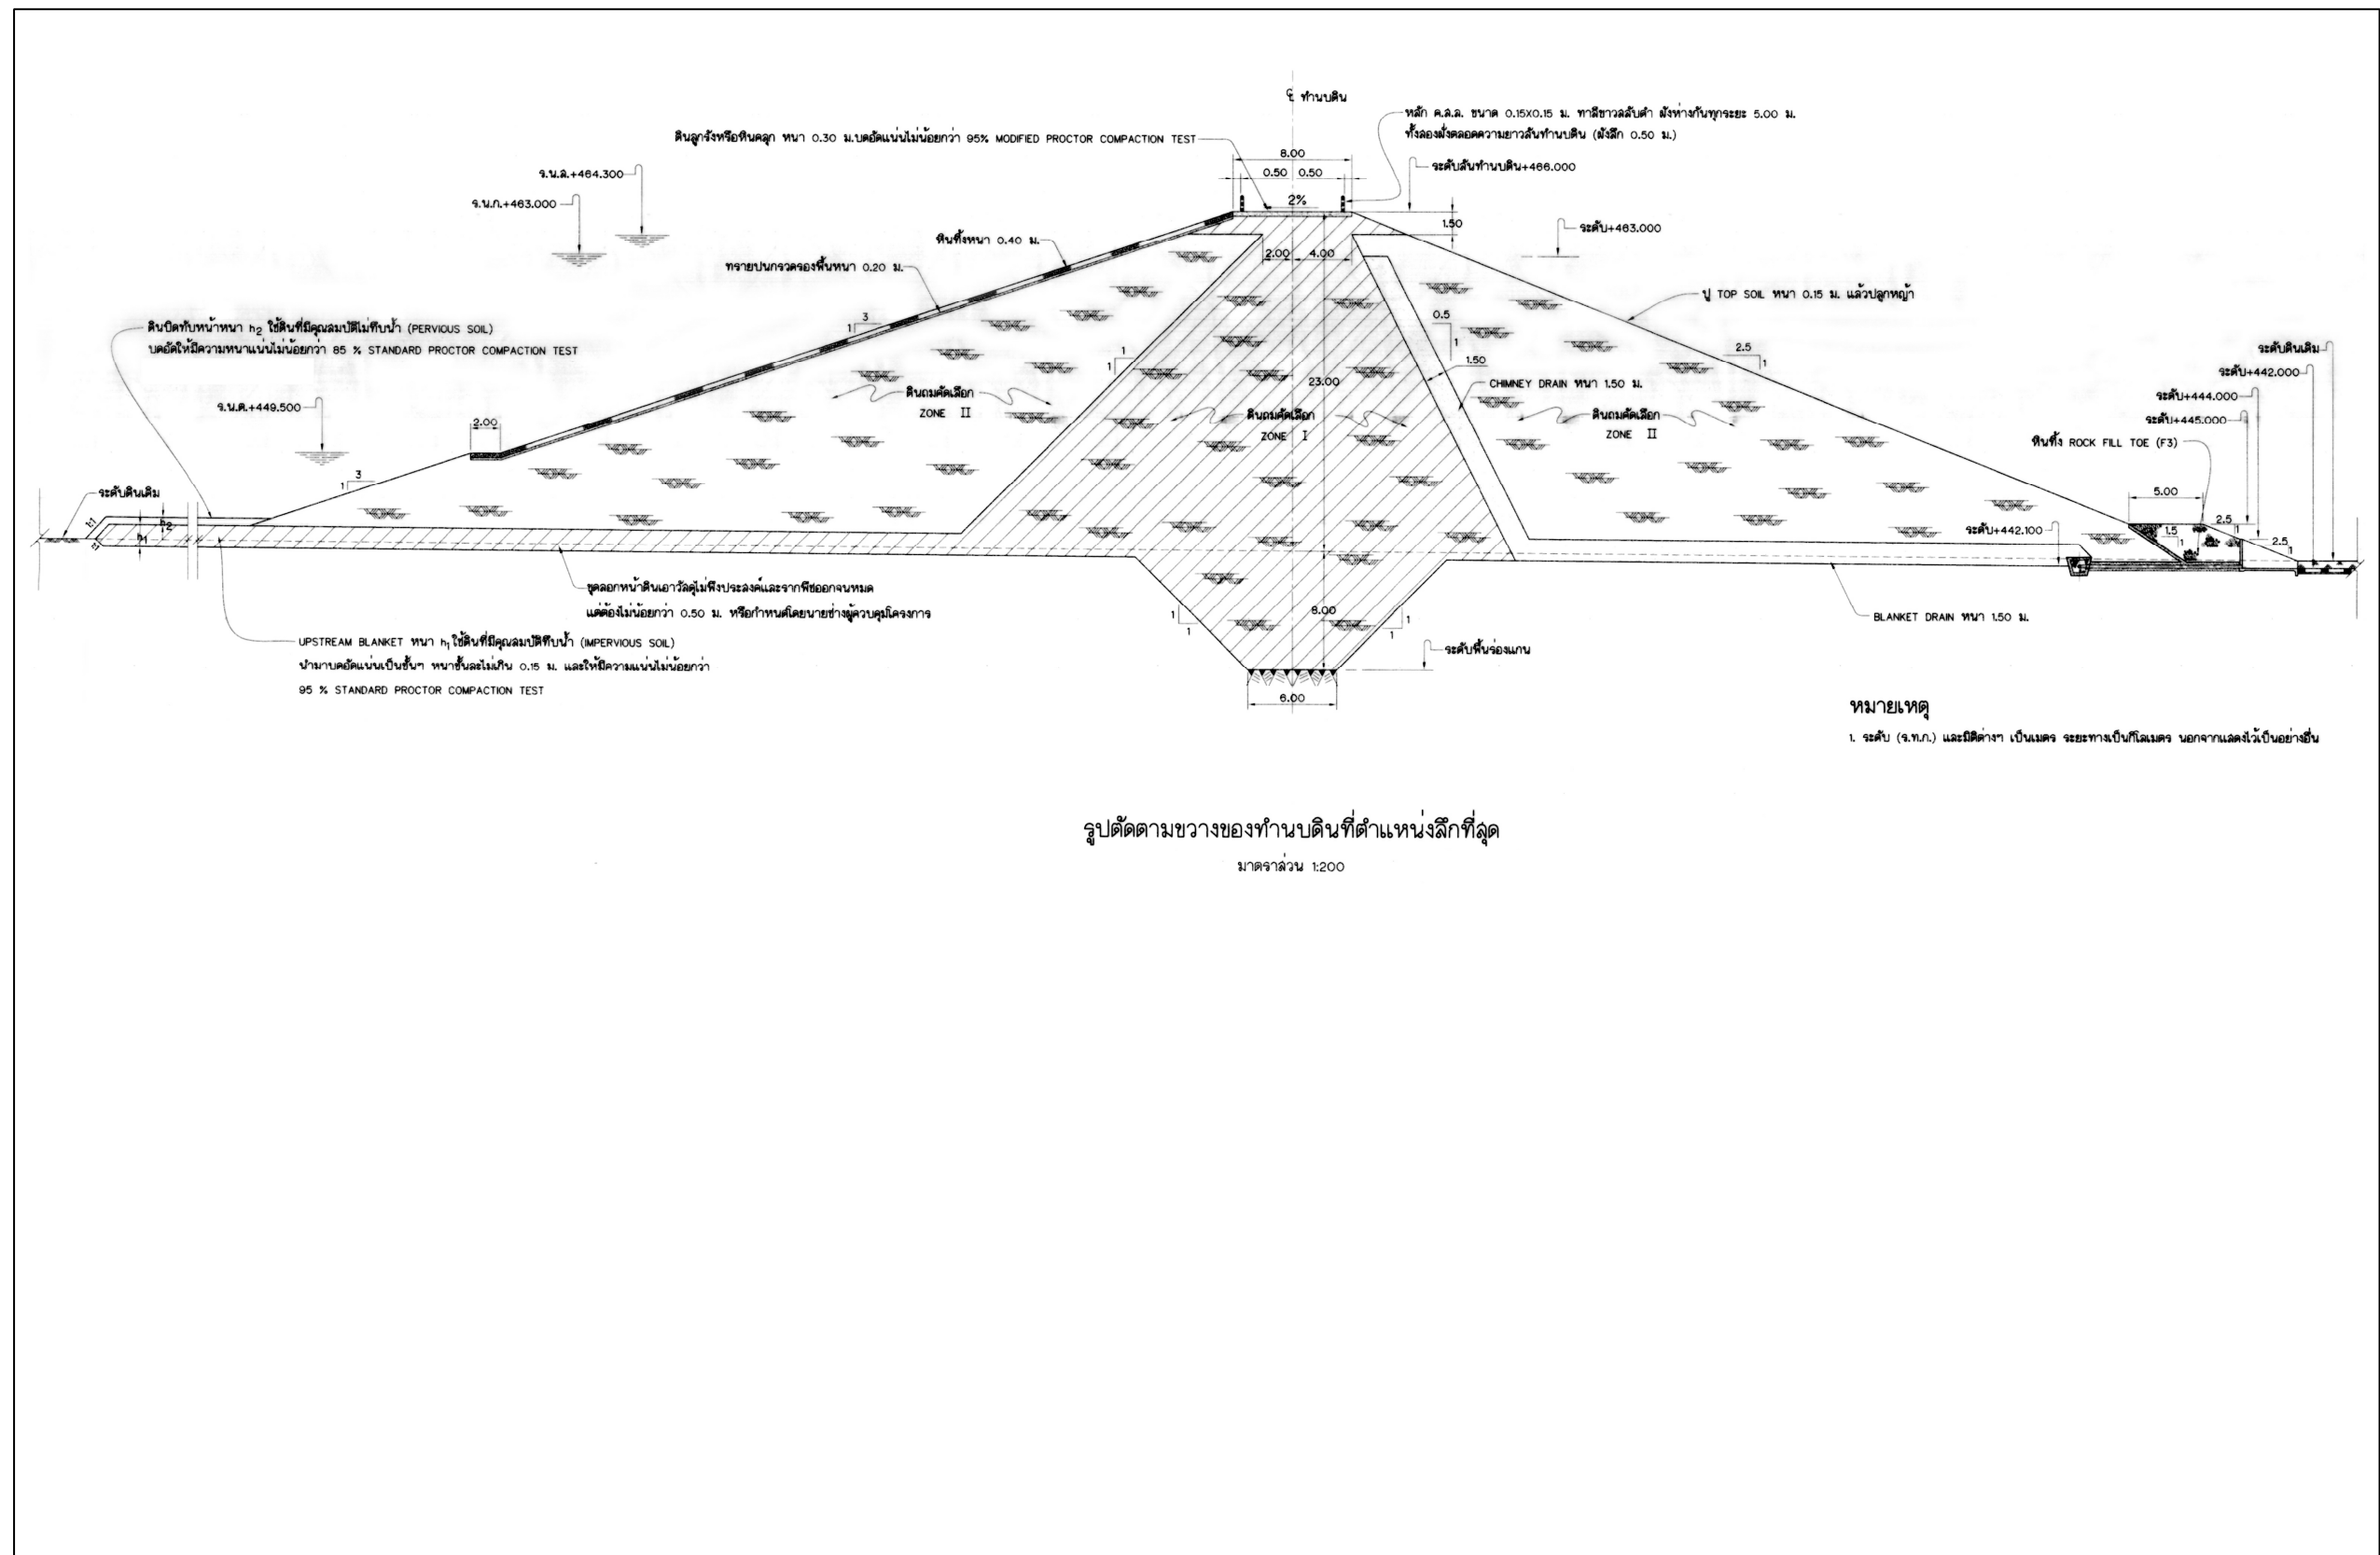 ℄ ทำนบดิน
หลัก ค.ส.ล. ขนาด 0.15X0.15 ม. ทาสีขาวสลับดำ ฝังห่างกันทุกระยะ 5.00 ม.
ทั้งสองฝั่งตลอดความยาวสันทำนบดิน (ฝังลึก 0.50 ม.)
ดินลูกรังหรือหินคลุก หนา 0.30 ม.บดอัดแน่นไม่น้อยกว่า 95% MODIFIED PROCTOR COMPACTION TEST
8.00
ระดับสันทำนบดิน+466.000
ร.น.ส.+464.300
0.50 0.50
ร.น.ก.+463.000
2%
1.50
ระดับ+463.000
หินทิ้งหนา 0.40 ม.
2.00 4.00
ทรายปนกรวดรองพื้นหนา 0.20 ม.
ปู TOP SOIL หนา 0.15 ม. แล้วปลูกหญ้า
ดินปิดทับหน้าหนา h2 ใช้ดินที่มีคุณสมบัติไม่ทึบน้ำ (PERVIOUS SOIL)
บดอัดให้มีความหนาแน่นไม่น้อยกว่า 85 % STANDARD PROCTOR COMPACTION TEST
3
1
0.5
1
1
1
2.5
1
1.50
ระดับดินเดิม
ระดับ+442.000
23.00
CHIMNEY DRAIN หนา 1.50 ม.
ระดับ+444.000
ร.น.ต.+449.500
ดินถมคัดเลือก
ZONE II
ดินถมคัดเลือก
ZONE I
ดินถมคัดเลือก
ZONE II
ระดับ+445.000
2.00
หินทิ้ง ROCK FILL TOE (F3)
3
1
ระดับดินเดิม
5.00
1:1
h2
h1
1:1
ระดับ+442.100
2.5
1
1.5
1
2.5
1
ขุดลอกหน้าดินเอาวัสดุไม่พึงประสงค์และรากพืชออกจนหมด
แต่ต้องไม่น้อยกว่า 0.50 ม. หรือกำหนดโดยนายช่างผู้ควบคุมโครงการ
8.00
1
1
1
1
BLANKET DRAIN หนา 1.50 ม.
UPSTREAM BLANKET หนา h1 ใช้ดินที่มีคุณสมบัติทึบน้ำ (IMPERVIOUS SOIL)
นำมาบดอัดแน่นเป็นชั้นๆ หนาชั้นละไม่เกิน 0.15 ม. และให้มีความแน่นไม่น้อยกว่า
95 % STANDARD PROCTOR COMPACTION TEST
ระดับพื้นร่องแกน
6.00
หมายเหตุ
1. ระดับ (ร.ท.ก.) และมิติต่างๆ เป็นเมตร ระยะทางเป็นกิโลเมตร นอกจากแสดงไว้เป็นอย่างอื่น
รูปตัดตามขวางของทำนบดินที่ตำแหน่งลึกที่สุด
มาตราส่วน 1:200